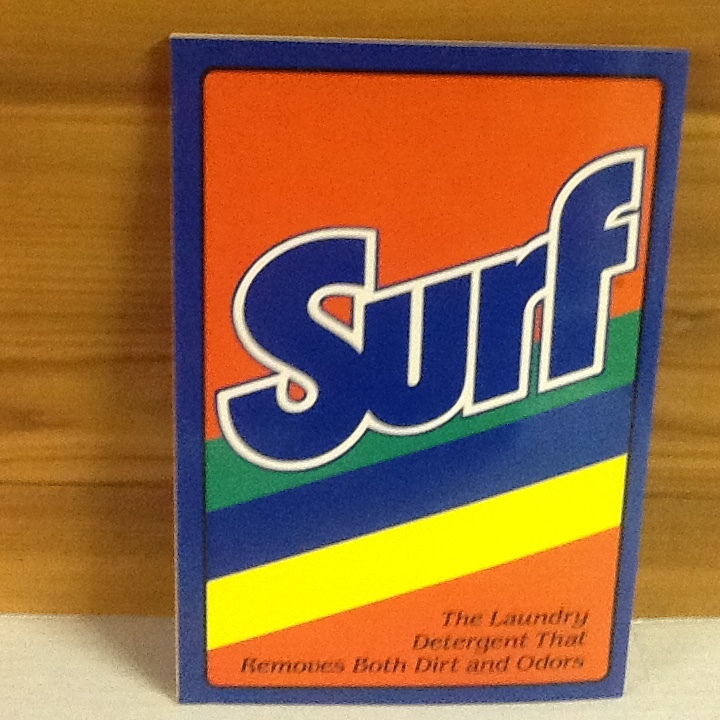 Surf
The Laundry
Detergent That
Removes Both Dirt and Odors